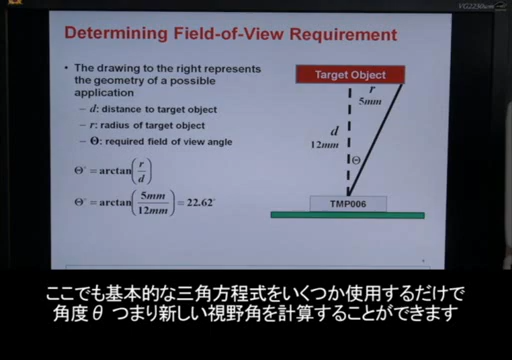 VG2230wm
Determining Field-of-View Requirement
• The drawing to the right represents
the geometry of a possible
application
– d: distance to target object
– r: radius of target object
– Θ: required field of view angle
Θ° = arctan(r/d)
Θ° = arctan(5mm/12mm) = 22.62°
Target Object
r
5mm
d
12mm
Θ
TMP006
ここでも基本的な三角方程式をいくつか使用するだけで
角度θ つまり新しい視野角を計算することができます